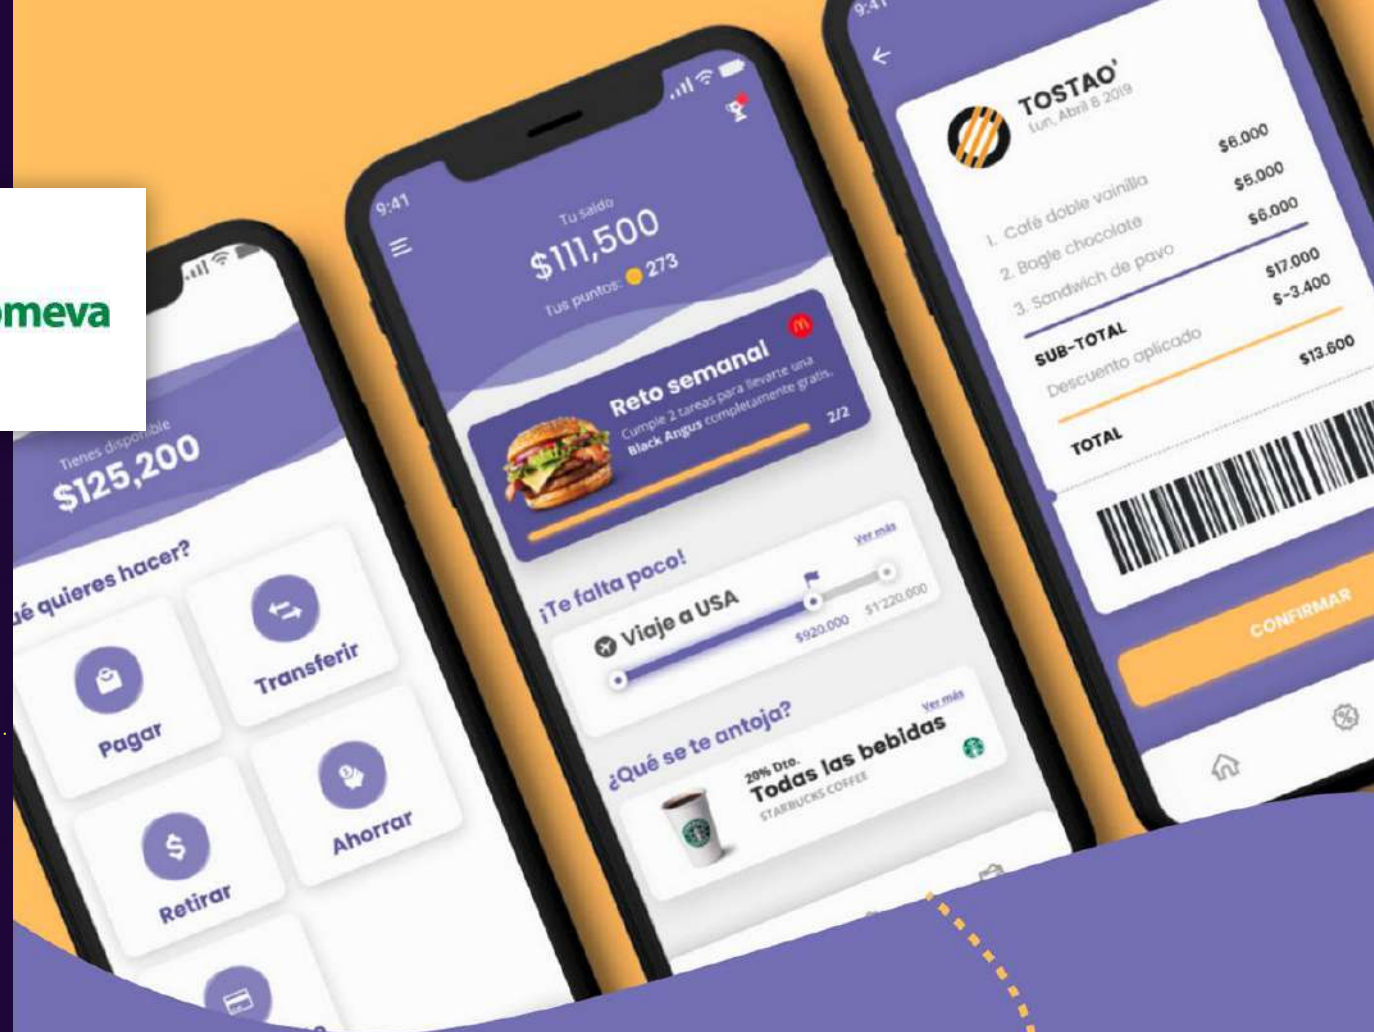 omeva
Tienes disponible
$125,200
ué quieres hacer?
Pagar
Transferir
Retirar
Ahorrar
9:41
Tu saldo
$111,500
Tus puntos: 273
Reto semanal
Cumple 2 tareas para llevarte una
Black Angus completamente gratis.
2/2
¡Te falta poco!
Ver más
Viaje a USA
$920.000
$1'220.000
¿Qué se te antoja?
Ver más
20% Dto.
Todas las bebidas
STARBUCKS COFFEE
9:41
TOSTAO'
Lun, Abril 8 2019
1. Café doble vainilla $6.000
2. Bagle chocolate $5.000
3. Sandwich de pavo $6.000
SUB-TOTAL $17.000
Descuento aplicado $-3.400
TOTAL $13.600
CONFIRMAR